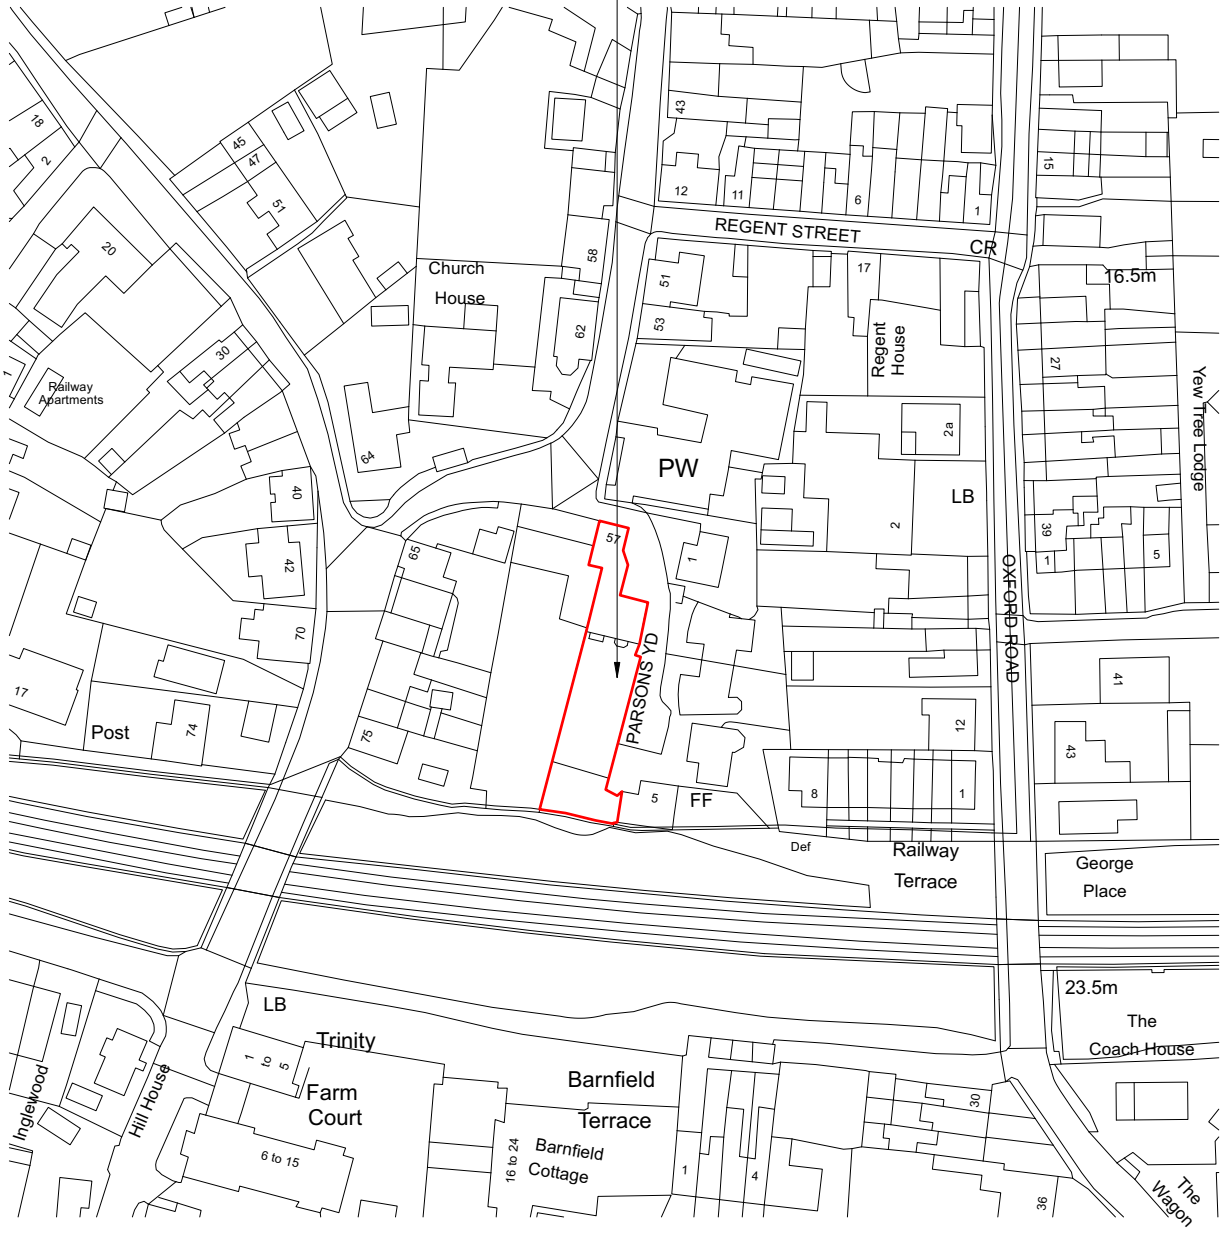 43
18
2
45
47
51
20
12
11
6
1
15
REGENT STREET
CR
58
Church
House
51
17
16.5m
62
53
Regent
House
27
30
Railway
Apartments
1
Yew Tree Lodge
2a
64
PW
LB
40
2
39
1
5
57
65
1
42
OXFORD ROAD
70
PARSONS YD
41
17
Post
74
75
12
43
5
FF
8
1
Def
Railway
Terrace
George
Place
23.5m
LB
The
Coach House
Trinity
1
to
5
Inglewood
Hill House
Farm
Court
Barnfield
Terrace
30
6 to 15
16 to 24
Barnfield
Cottage
1
4
36
The
Wagon